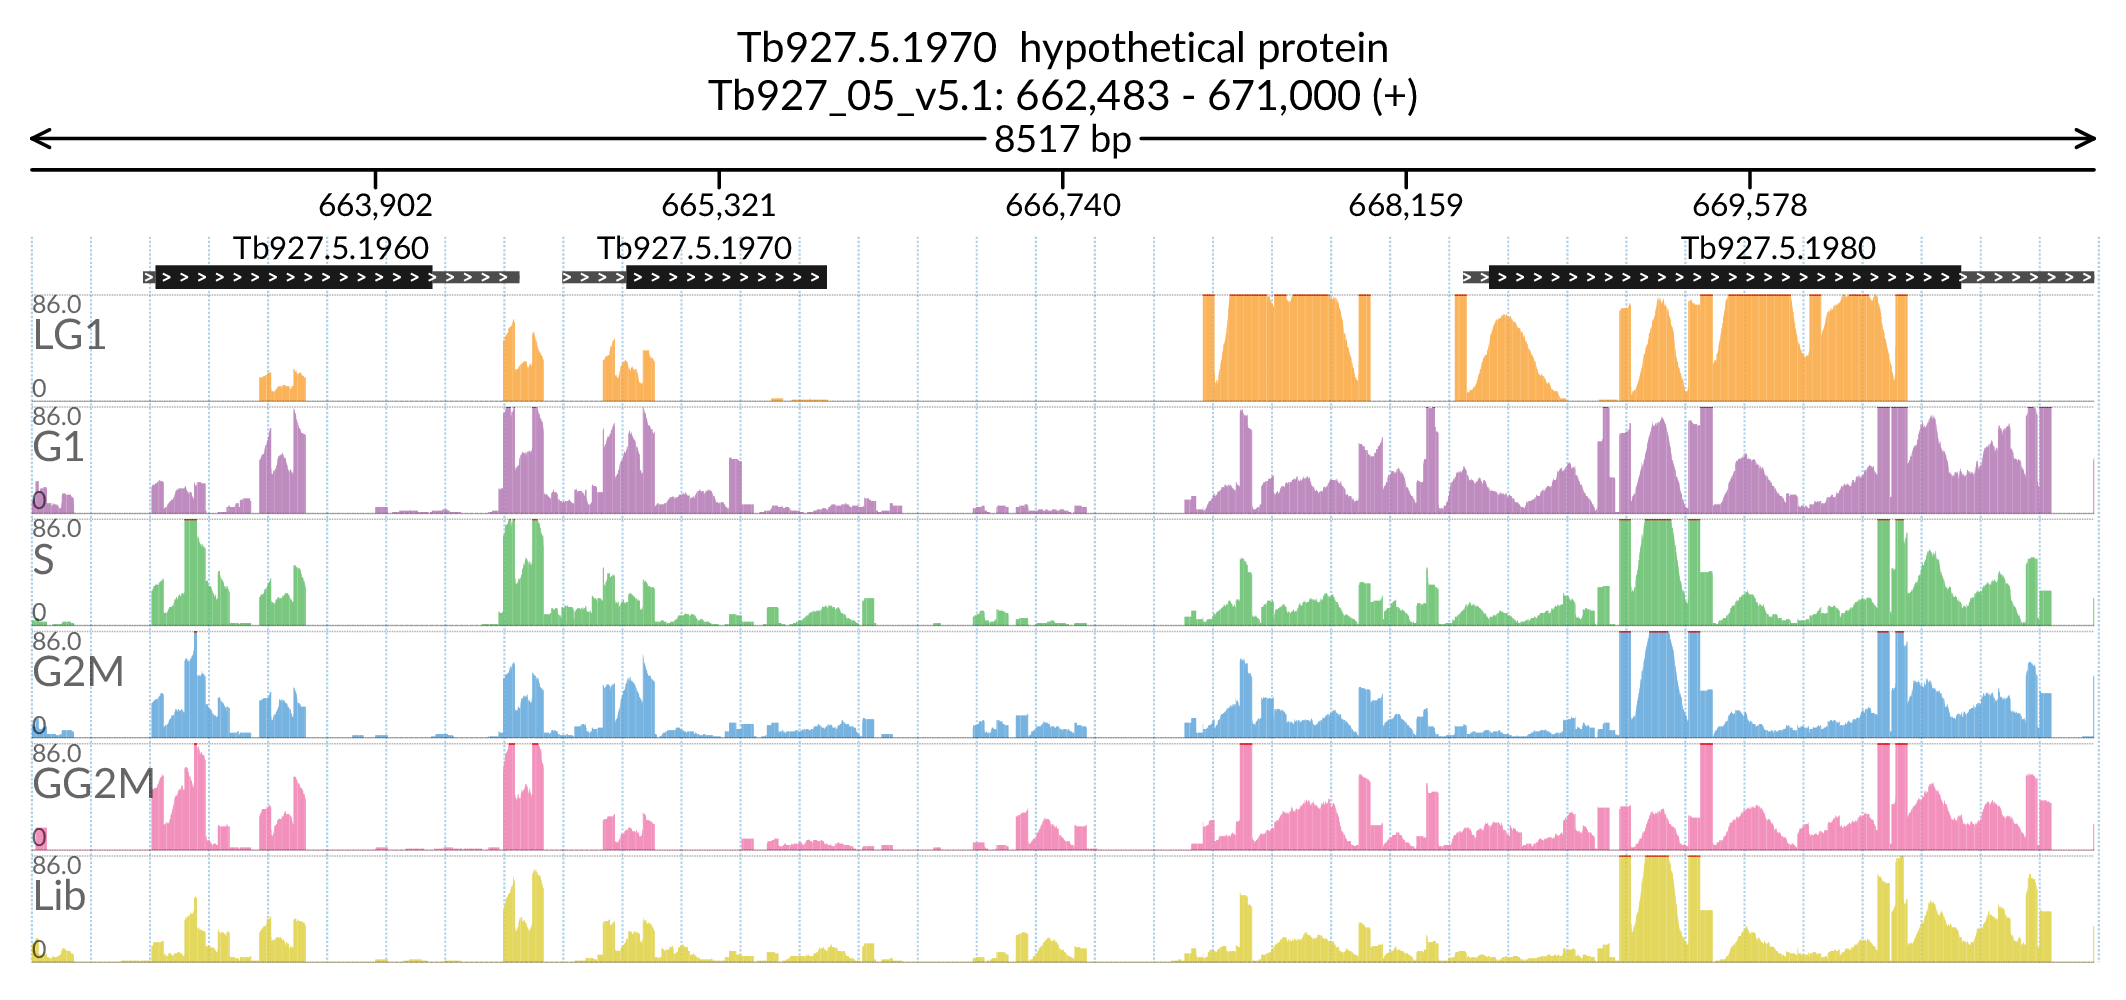 Tb927.5.1970  hypothetical protein
Tb927_05_v5.1: 662,483 - 671,000 (+)
8517 bp
663,902 665,321 666,740 668,159 669,578
Tb927.5.1960 Tb927.5.1970 Tb927.5.1980
86.0
LG1
0
86.0
G1
0
86.0
S
0
86.0
G2M
0
86.0
GG2M
0
86.0
Lib
0